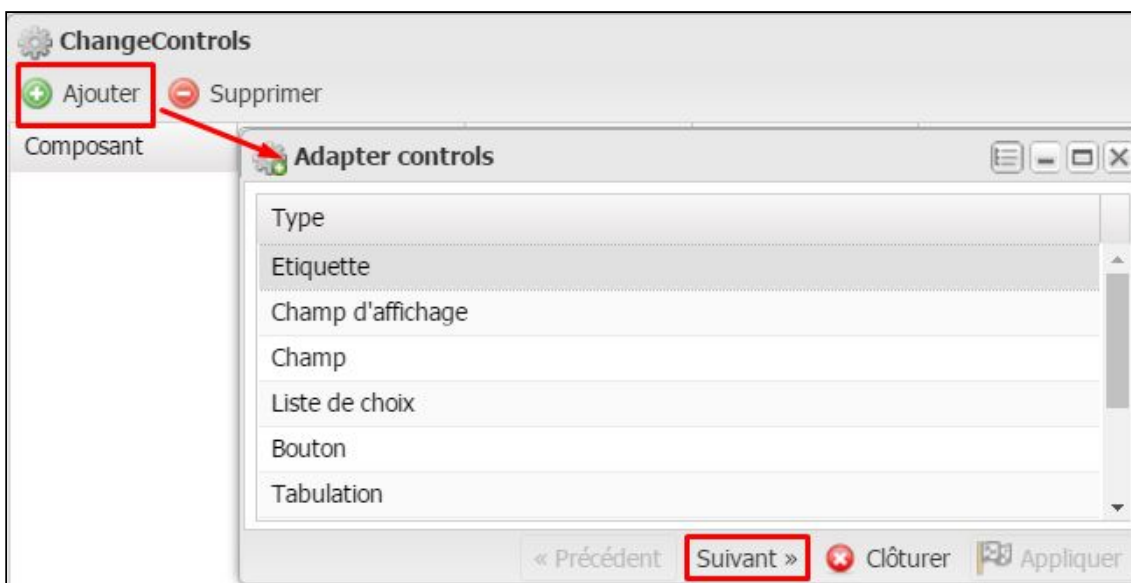 ChangeControls
Ajouter Supprimer
Composant
Adapter controls
Type
Etiquette
Champ d'affichage
Champ
Liste de choix
Bouton
Tabulation
« Précédent Suivant » Clôturer Appliquer